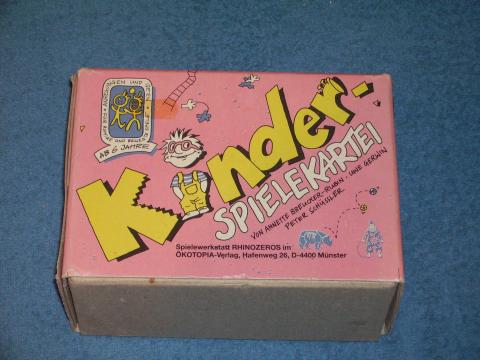 AB 6 JAHRE
Kinder-
SPIELEKARTEI
VON ANNETTE BREUCKER-RUBIN, UWE GERWIN
PETER SCHÜSSLER
Spielewerkstatt RHINOZEROS im
ÖKOTOPIA-Verlag, Hafenweg 26, D-4400 Münster